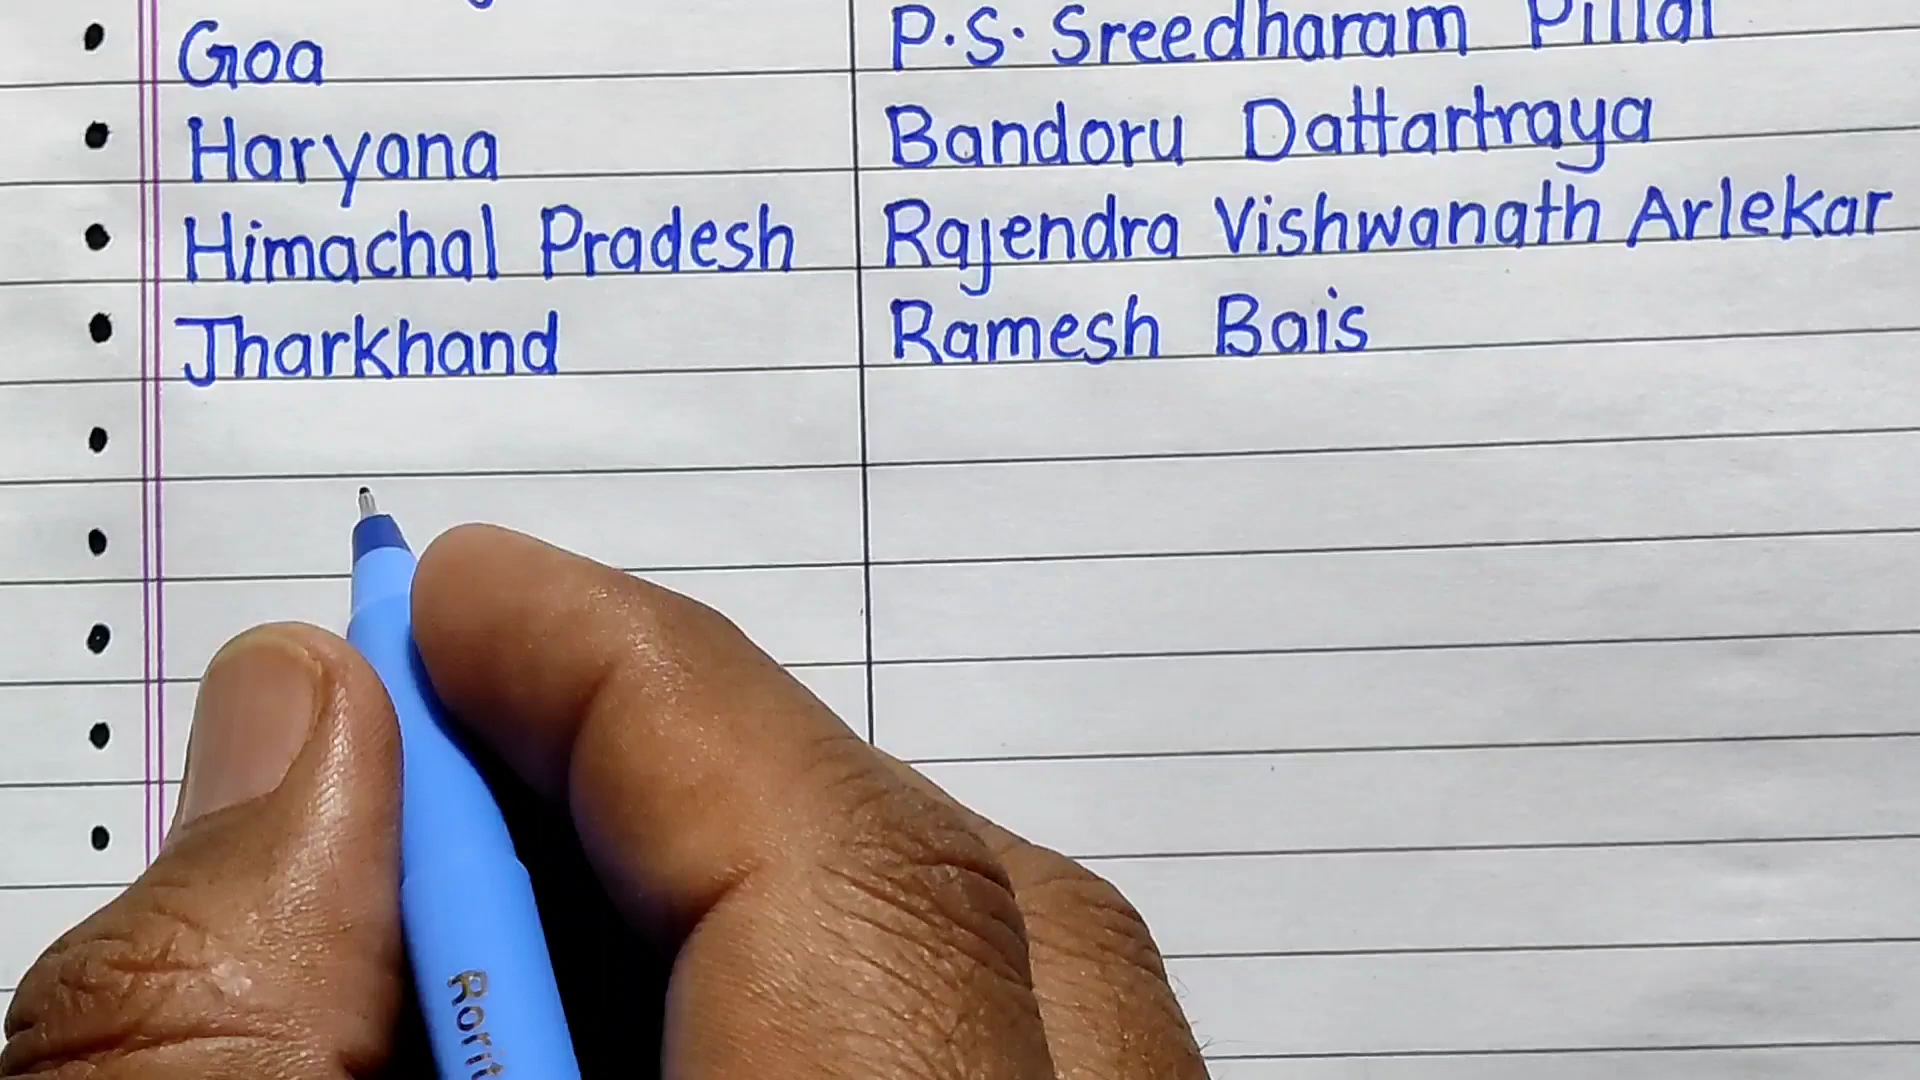 Goa P.S. Sreedharam Pillai
Haryana Bandoru Dattartraya
Himachal Pradesh Rajendra Vishwanath Arlekar
Jharkhand Ramesh Bais